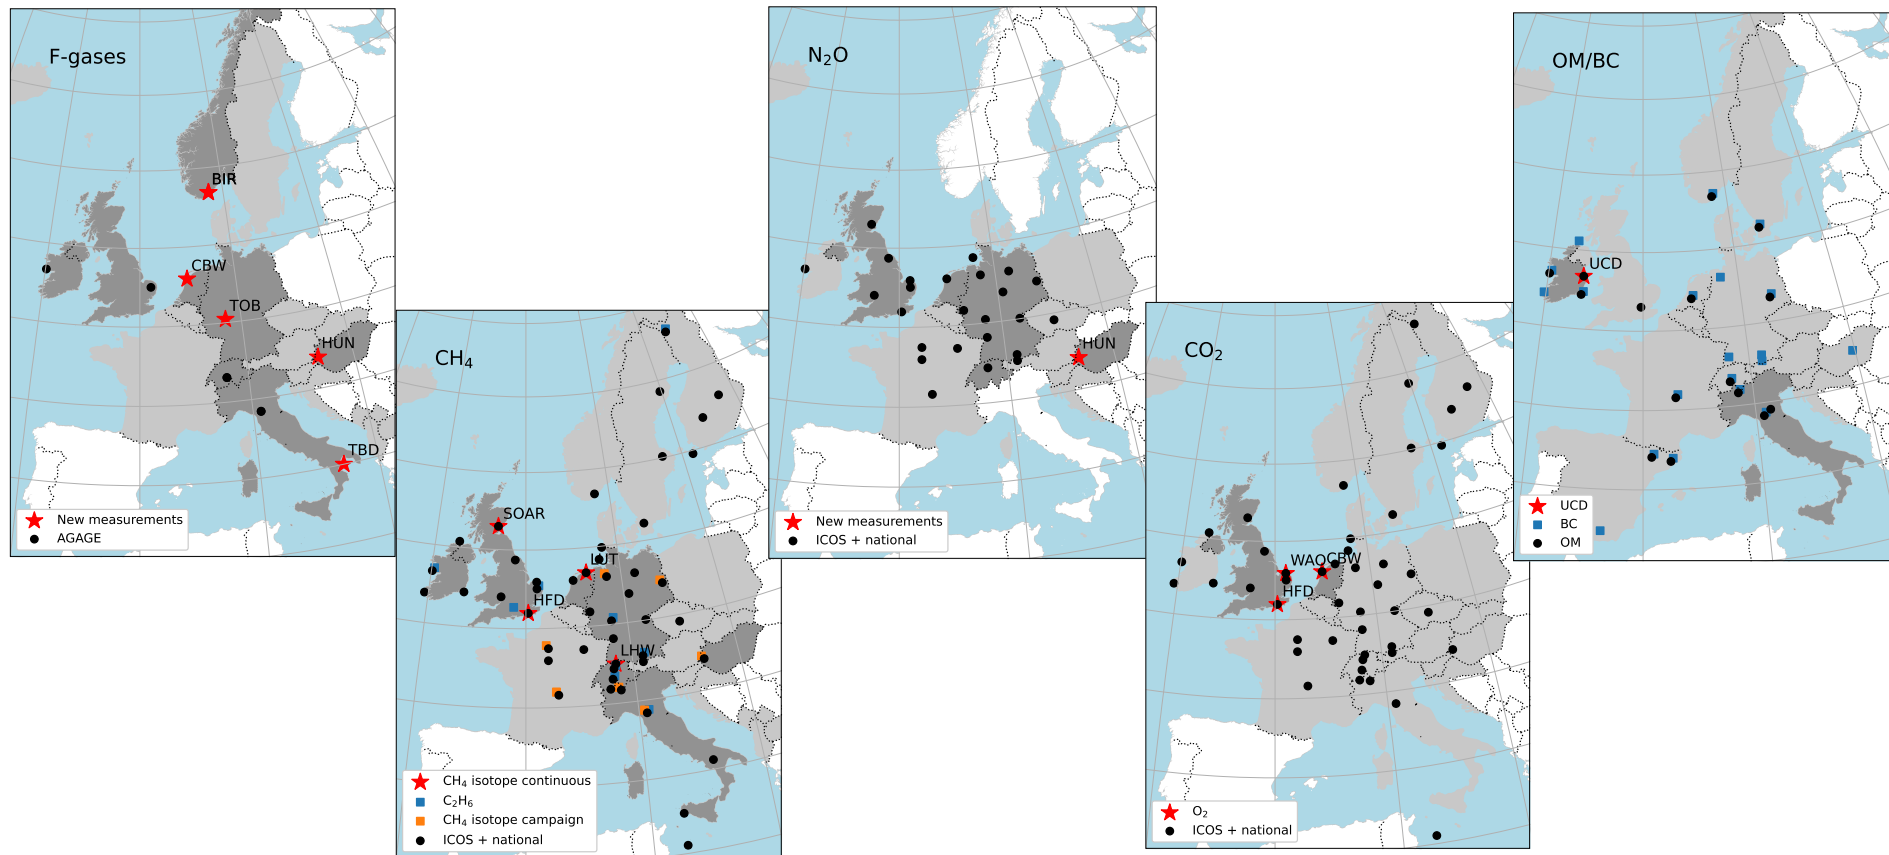 F-gases
BIR
CBW
TOB
HUN
TBD
New measurements
AGAGE
CH₄
SOAR
LUT
HFD
LHW
CH₄ isotope continuous
C₂H₆
CH₄ isotope campaign
ICOS + national
N₂O
HUN
New measurements
ICOS + national
CO₂
WAO
CBW
HFD
O₂
ICOS + national
OM/BC
UCD
UCD
BC
OM